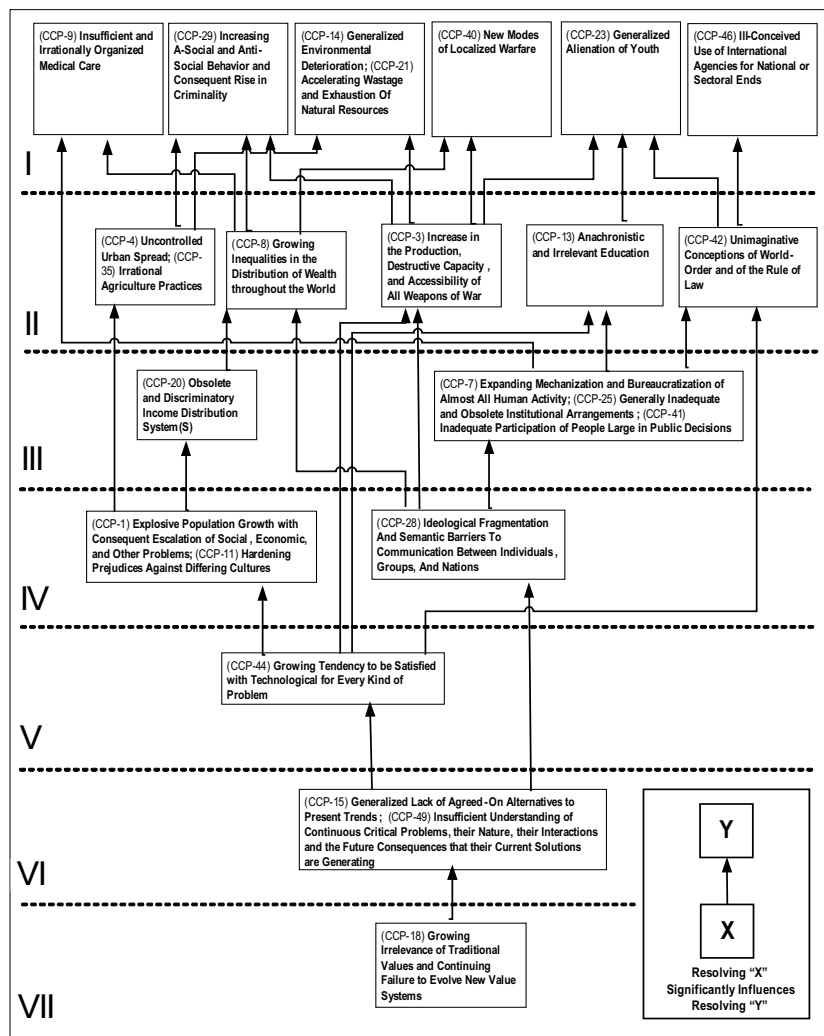 (CCP-9) Insufficient and
Irrationally Organized
Medical Care
(CCP-29) Increasing
A-Social and Anti-
Social Behavior and
Consequent Rise in
Criminality
(CCP-14) Generalized
Environmental
Deterioration; (CCP-21)
Accelerating Wastage
and Exhaustion Of
Natural Resources
(CCP-40) New Modes
of Localized Warfare
(CCP-23) Generalized
Alienation of Youth
(CCP-46) Ill-Conceived
Use of International
Agencies for National or
Sectoral Ends
I
(CCP-4) Uncontrolled
Urban Spread; (CCP-
35) Irrational
Agriculture Practices
(CCP-8) Growing
Inequalities in the
Distribution of Wealth
throughout the World
(CCP-3) Increase in
the Production,
Destructive Capacity ,
and Accessibility of
All Weapons of War
(CCP-13) Anachronistic
and Irrelevant Education
(CCP-42) Unimaginative
Conceptions of World-
Order and of the Rule of
Law
II
(CCP-20) Obsolete
and Discriminatory
Income Distribution
System(S)
(CCP-7) Expanding Mechanization and Bureaucratization of
Almost All Human Activity; (CCP-25) Generally Inadequate
and Obsolete Institutional Arrangements ; (CCP-41)
Inadequate Participation of People Large in Public Decisions
III
(CCP-1) Explosive Population Growth with
Consequent Escalation of Social , Economic,
and Other Problems; (CCP-11) Hardening
Prejudices Against Differing Cultures
(CCP-28) Ideological Fragmentation
And Semantic Barriers To
Communication Between Individuals ,
Groups, And Nations
IV
(CCP-44) Growing Tendency to be Satisfied
with Technological for Every Kind of
Problem
V
(CCP-15) Generalized Lack of Agreed-On Alternatives to
Present Trends ; (CCP-49) Insufficient Understanding of
Continuous Critical Problems, their Nature, their Interactions
and the Future Consequences that their Current Solutions
are Generating
VI
(CCP-18) Growing
Irrelevance of Traditional
Values and Continuing
Failure to Evolve New Value
Systems
VII
Y
X
Resolving “X”
Significantly Influences
Resolving “Y”